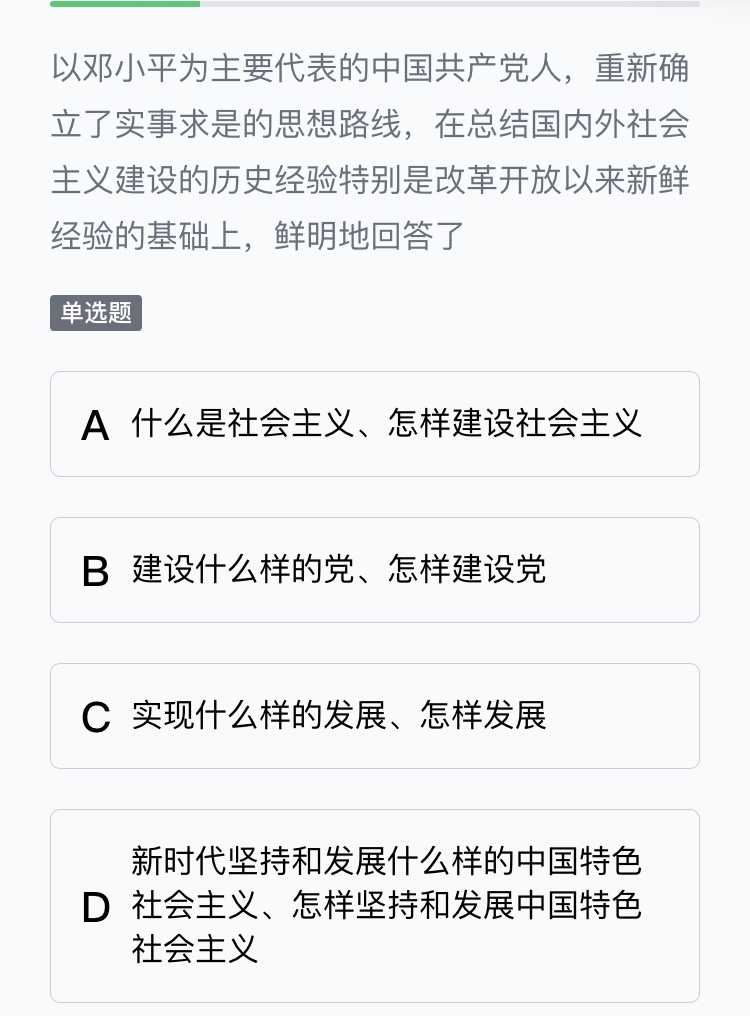 以邓小平为主要代表的中国共产党人，重新确
立了实事求是的思想路线，在总结国内外社会
主义建设的历史经验特别是改革开放以来新鲜
经验的基础上，鲜明地回答了
单选题
A 什么是社会主义、怎样建设社会主义
B 建设什么样的党、怎样建设党
C 实现什么样的发展、怎样发展
新时代坚持和发展什么样的中国特色
D 社会主义、怎样坚持和发展中国特色
社会主义